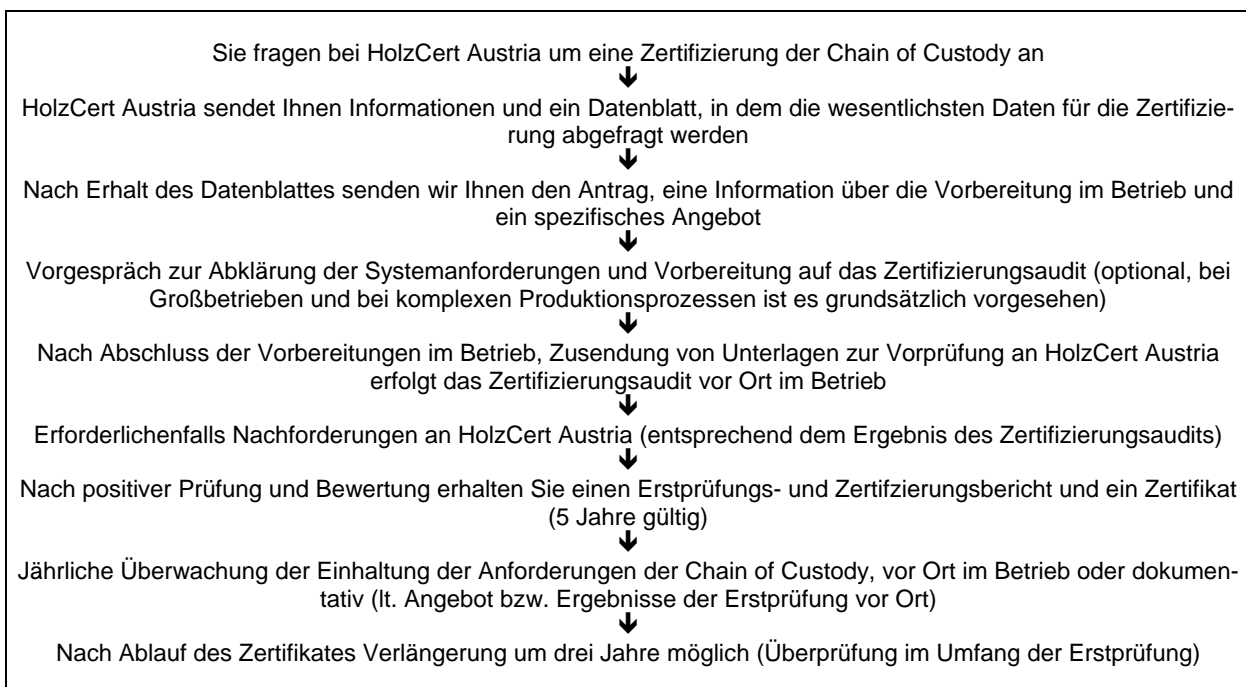 Sie fragen bei HolzCert Austria um eine Zertifizierung der Chain of Custody an
HolzCert Austria sendet Ihnen Informationen und ein Datenblatt, in dem die wesentlichsten Daten für die Zertifizie-
rung abgefragt werden
Nach Erhalt des Datenblattes senden wir Ihnen den Antrag, eine Information über die Vorbereitung im Betrieb und
ein spezifisches Angebot
Vorgespräch zur Abklärung der Systemanforderungen und Vorbereitung auf das Zertifizierungsaudit (optional, bei
Großbetrieben und bei komplexen Produktionsprozessen ist es grundsätzlich vorgesehen)
Nach Abschluss der Vorbereitungen im Betrieb, Zusendung von Unterlagen zur Vorprüfung an HolzCert Austria
erfolgt das Zertifizierungsaudit vor Ort im Betrieb
Erforderlichenfalls Nachforderungen an HolzCert Austria (entsprechend dem Ergebnis des Zertifizierungsaudits)
Nach positiver Prüfung und Bewertung erhalten Sie einen Erstprüfungs- und Zertifzierungsbericht und ein Zertifikat
(5 Jahre gültig)
Jährliche Überwachung der Einhaltung der Anforderungen der Chain of Custody, vor Ort im Betrieb oder dokumen-
tativ (lt. Angebot bzw. Ergebnisse der Erstprüfung vor Ort)
Nach Ablauf des Zertifikates Verlängerung um drei Jahre möglich (Überprüfung im Umfang der Erstprüfung)